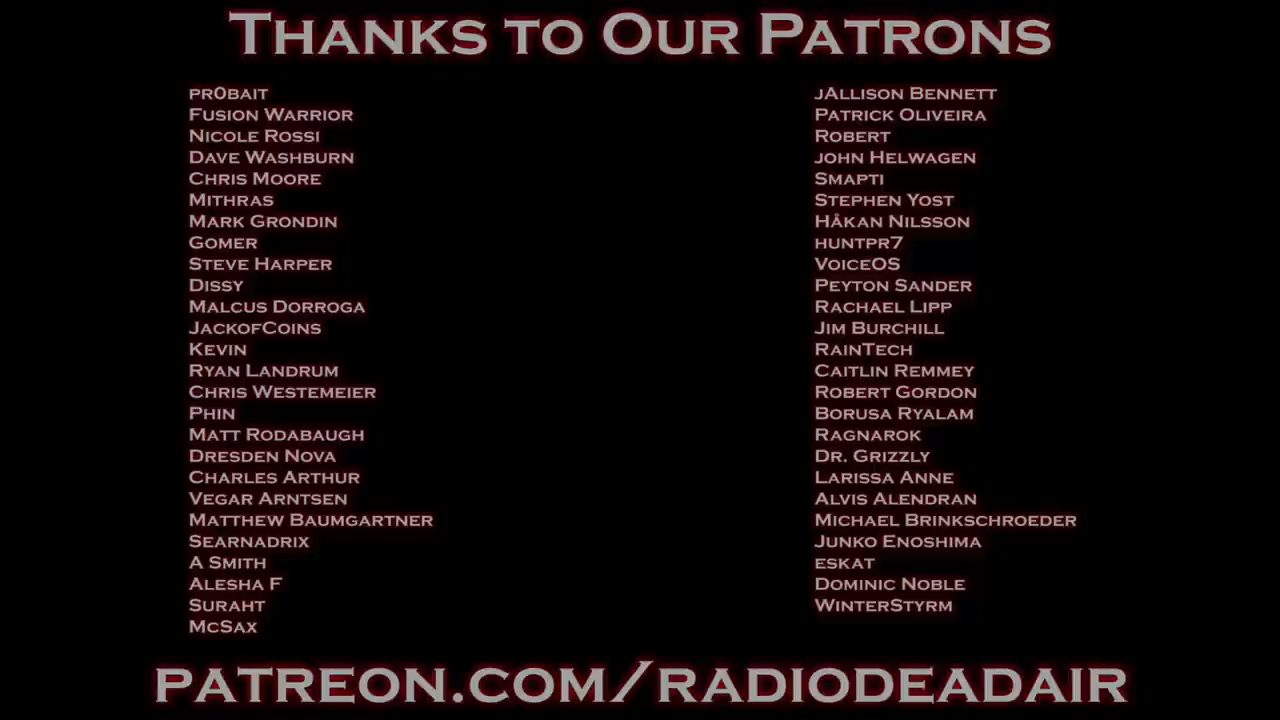 Thanks to Our Patrons
pr0bait
Fusion Warrior
Nicole Rossi
Dave Washburn
Chris Moore
Mithras
Mark Grondin
Gomer
Steve Harper
Dissy
Malcus Dorroga
JackofCoins
Kevin
Ryan Landrum
Chris Westemeier
Phin
Matt Rodabaugh
Dresden Nova
Charles Arthur
Vegar Arntsen
Matthew Baumgartner
Searnadrix
A Smith
Alesha F
Suraht
McSax
jAllison Bennett
Patrick Oliveira
Robert
john Helwagen
Smapti
Stephen Yost
Håkan Nilsson
huntpr7
VoiceOS
Peyton Sander
Rachael Lipp
Jim Burchill
RainTech
Caitlin Remmey
Robert Gordon
Borusa Ryalam
Ragnarok
Dr. Grizzly
Larissa Anne
Alvis Alendran
Michael Brinkschroeder
Junko Enoshima
eskat
Dominic Noble
WinterStyrm
patreon.com/radiodeadair